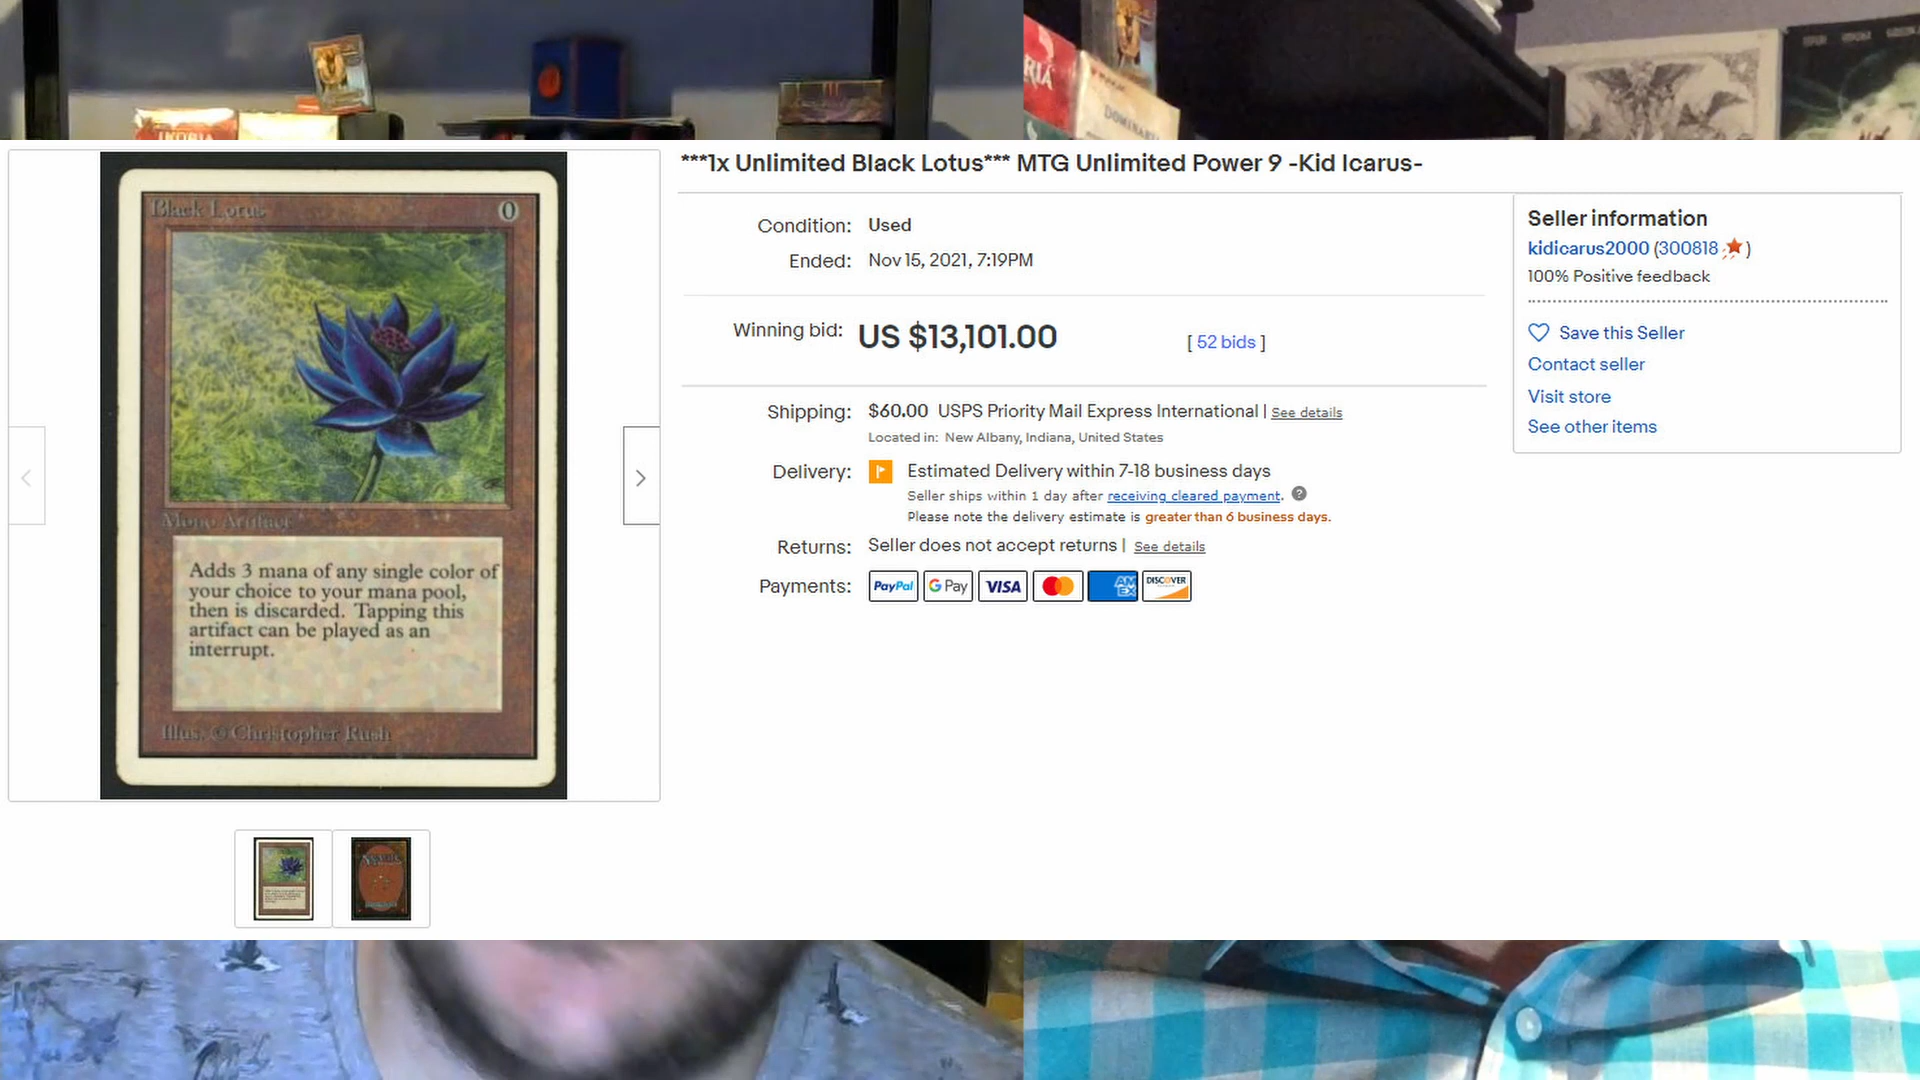 IKORIA
RIA
DOMINARIA
***1x Unlimited Black Lotus*** MTG Unlimited Power 9 -Kid Icarus-
Black Lotus 0
Mono Artifact
Adds 3 mana of any single color of
your choice to your mana pool,
then is discarded. Tapping this
artifact can be played as an
interrupt.
Illus. © Christopher Rush
Condition: Used
Ended: Nov 15, 2021, 7:19PM
Winning bid: US $13,101.00 [ 52 bids ]
Shipping: $60.00 USPS Priority Mail Express International | See details
Located in: New Albany, Indiana, United States
Delivery: Estimated Delivery within 7-18 business days
Seller ships within 1 day after receiving cleared payment. ?
Please note the delivery estimate is greater than 6 business days.
Returns: Seller does not accept returns | See details
Payments: PayPal G Pay VISA AM EX DISCOVER
Seller information
kidicarus2000 (300818 )
100% Positive feedback
Save this Seller
Contact seller
Visit store
See other items